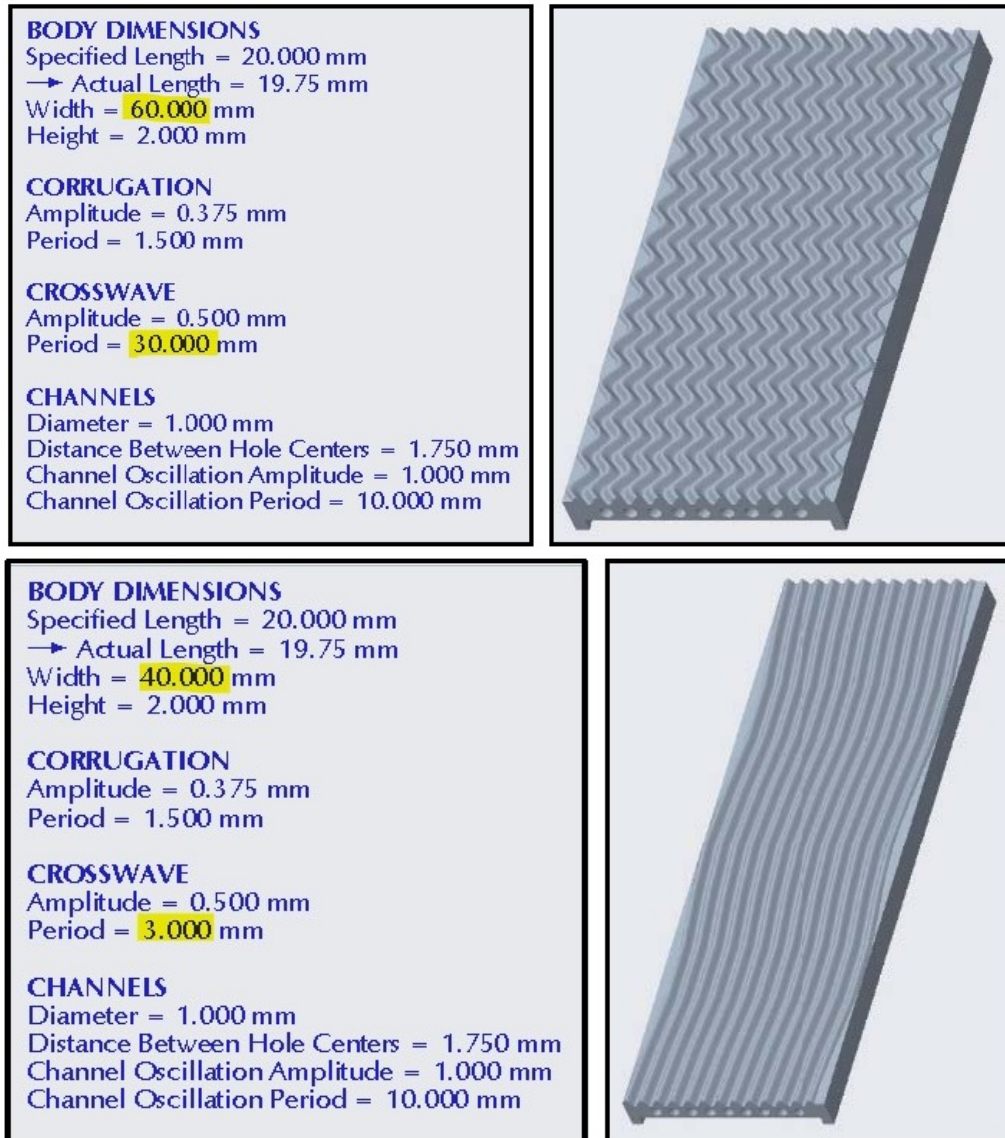 BODY DIMENSIONS
Specified Length = 20.000 mm
→ Actual Length = 19.75 mm
Width = 60.000 mm
Height = 2.000 mm
CORRUGATION
Amplitude = 0.375 mm
Period = 1.500 mm
CROSSWAVE
Amplitude = 0.500 mm
Period = 30.000 mm
CHANNELS
Diameter = 1.000 mm
Distance Between Hole Centers = 1.750 mm
Channel Oscillation Amplitude = 1.000 mm
Channel Oscillation Period = 10.000 mm
BODY DIMENSIONS
Specified Length = 20.000 mm
→ Actual Length = 19.75 mm
Width = 40.000 mm
Height = 2.000 mm
CORRUGATION
Amplitude = 0.375 mm
Period = 1.500 mm
CROSSWAVE
Amplitude = 0.500 mm
Period = 3.000 mm
CHANNELS
Diameter = 1.000 mm
Distance Between Hole Centers = 1.750 mm
Channel Oscillation Amplitude = 1.000 mm
Channel Oscillation Period = 10.000 mm